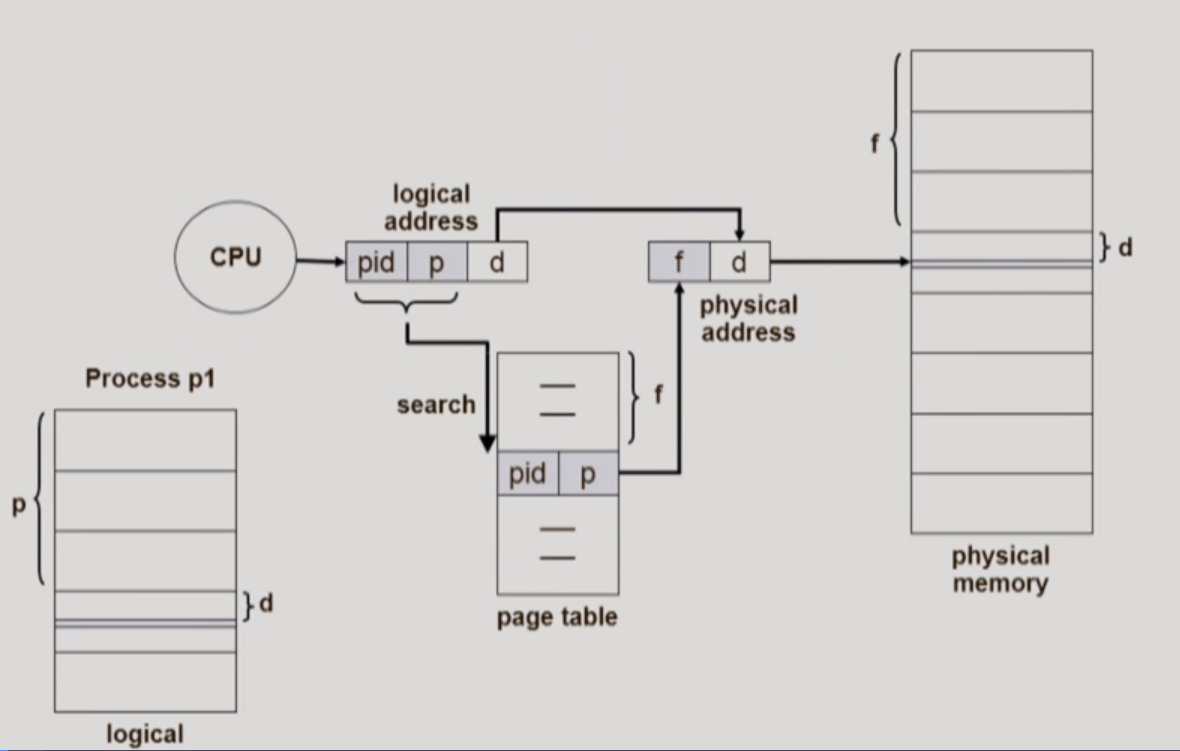 f
logical
address
CPU
pid p d
f d
} d
physical
address
Process p1
search
f
p
pid p
physical
memory
d
page table
logical